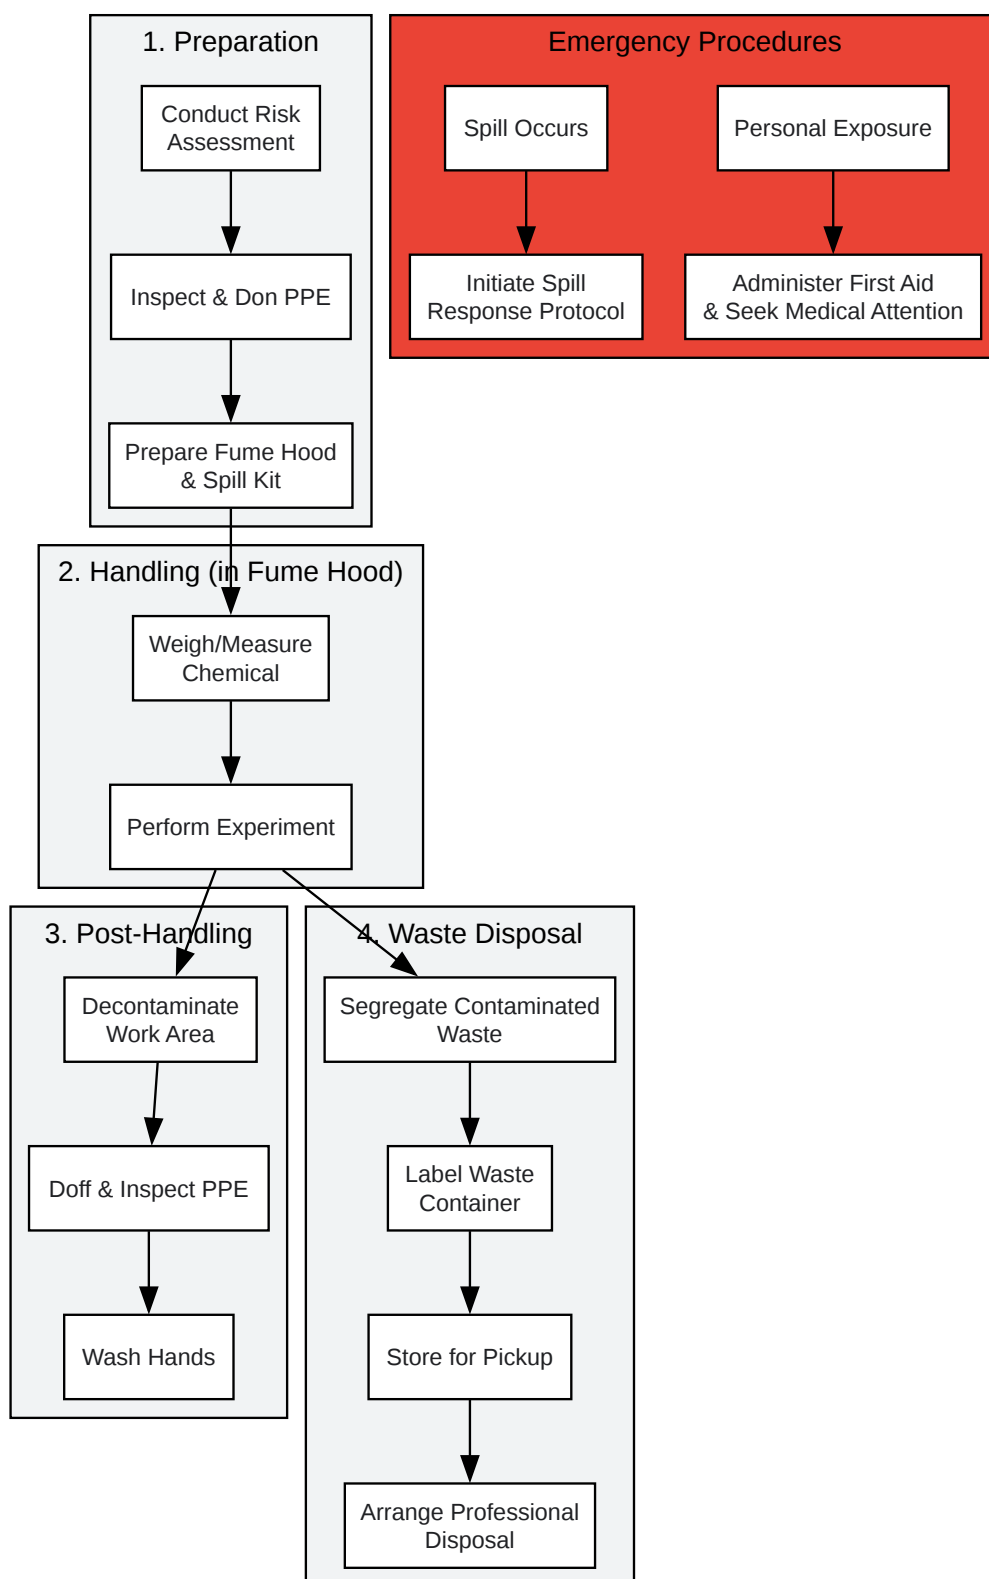 1. Preparation
Conduct Risk
Assessment
Inspect & Don PPE
Prepare Fume Hood
& Spill Kit
Emergency Procedures
Spill Occurs
Initiate Spill
Response Protocol
Personal Exposure
Administer First Aid
& Seek Medical Attention
2. Handling (in Fume Hood)
Weigh/Measure
Chemical
Perform Experiment
3. Post-Handling
Decontaminate
Work Area
Doff & Inspect PPE
Wash Hands
4. Waste Disposal
Segregate Contaminated
Waste
Label Waste
Container
Store for Pickup
Arrange Professional
Disposal